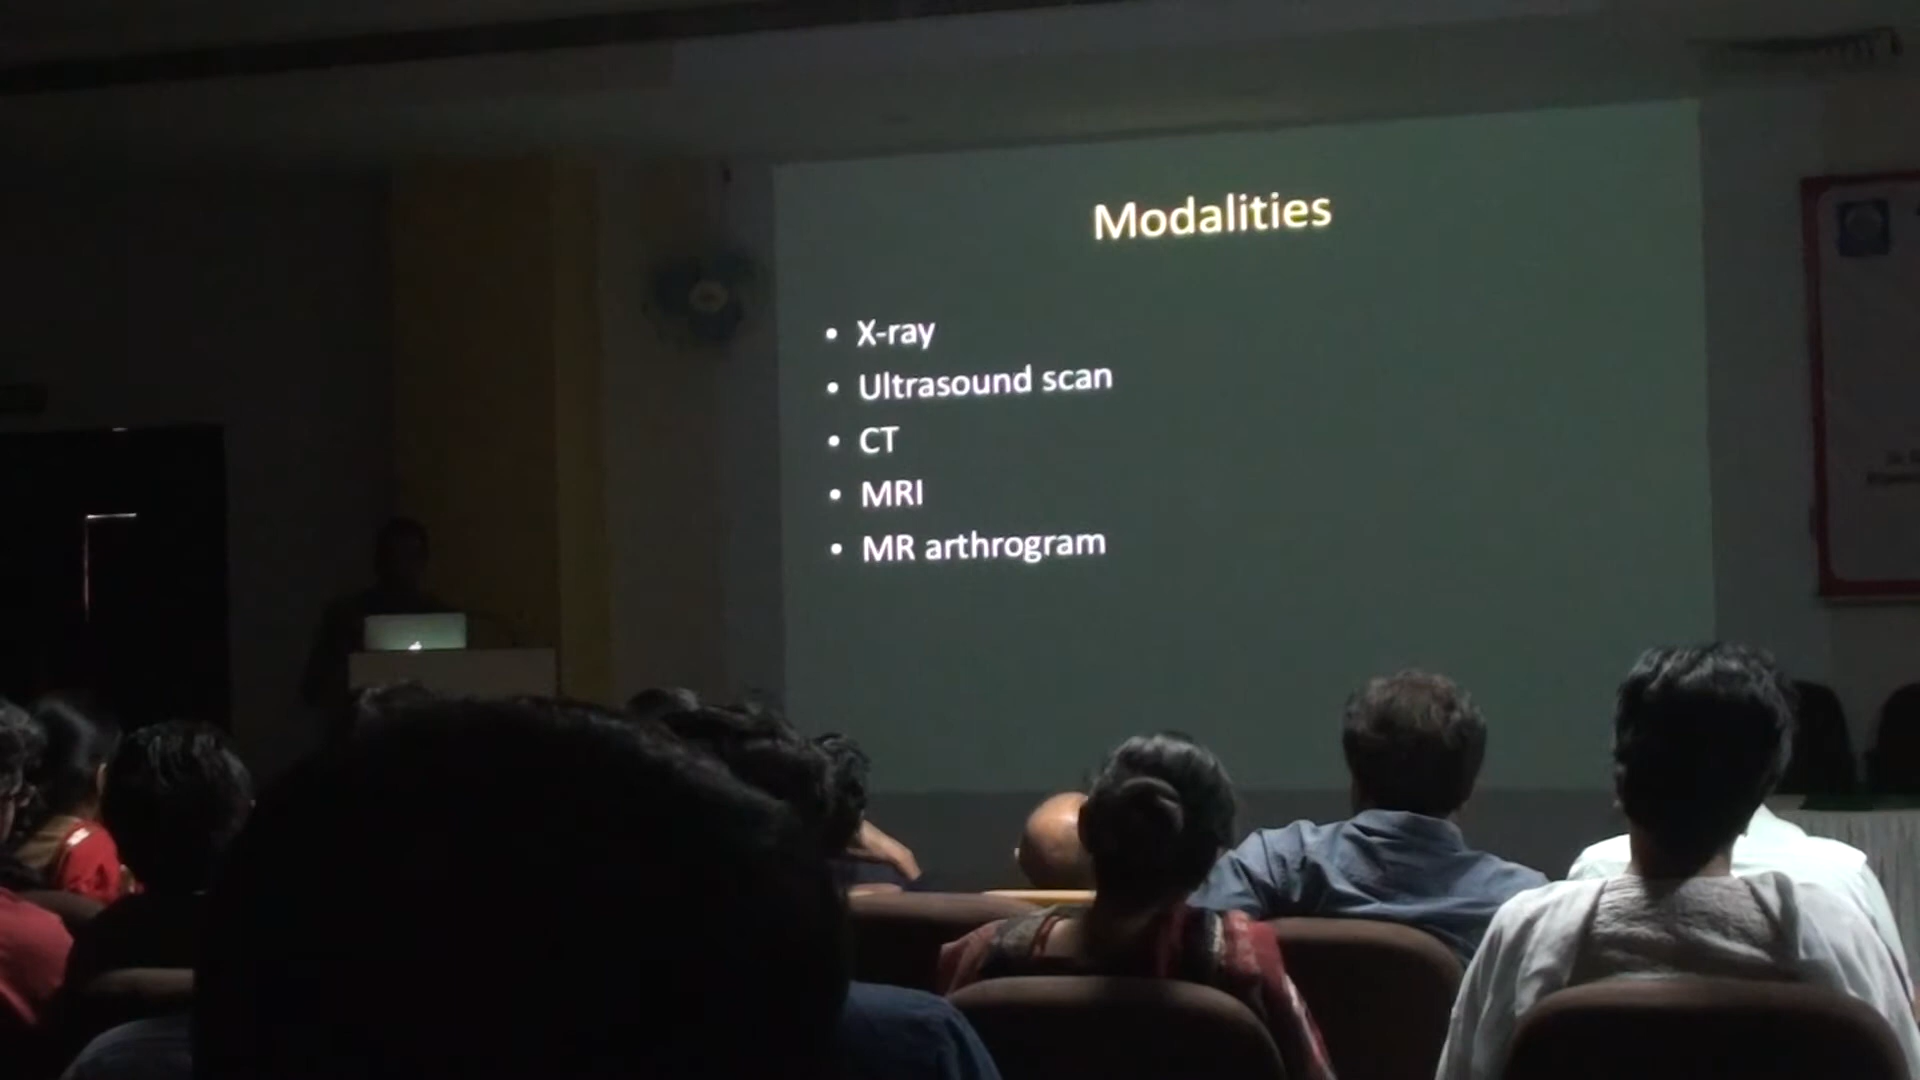 Modalities
• X-ray
• Ultrasound scan
• CT
• MRI
• MR arthrogram